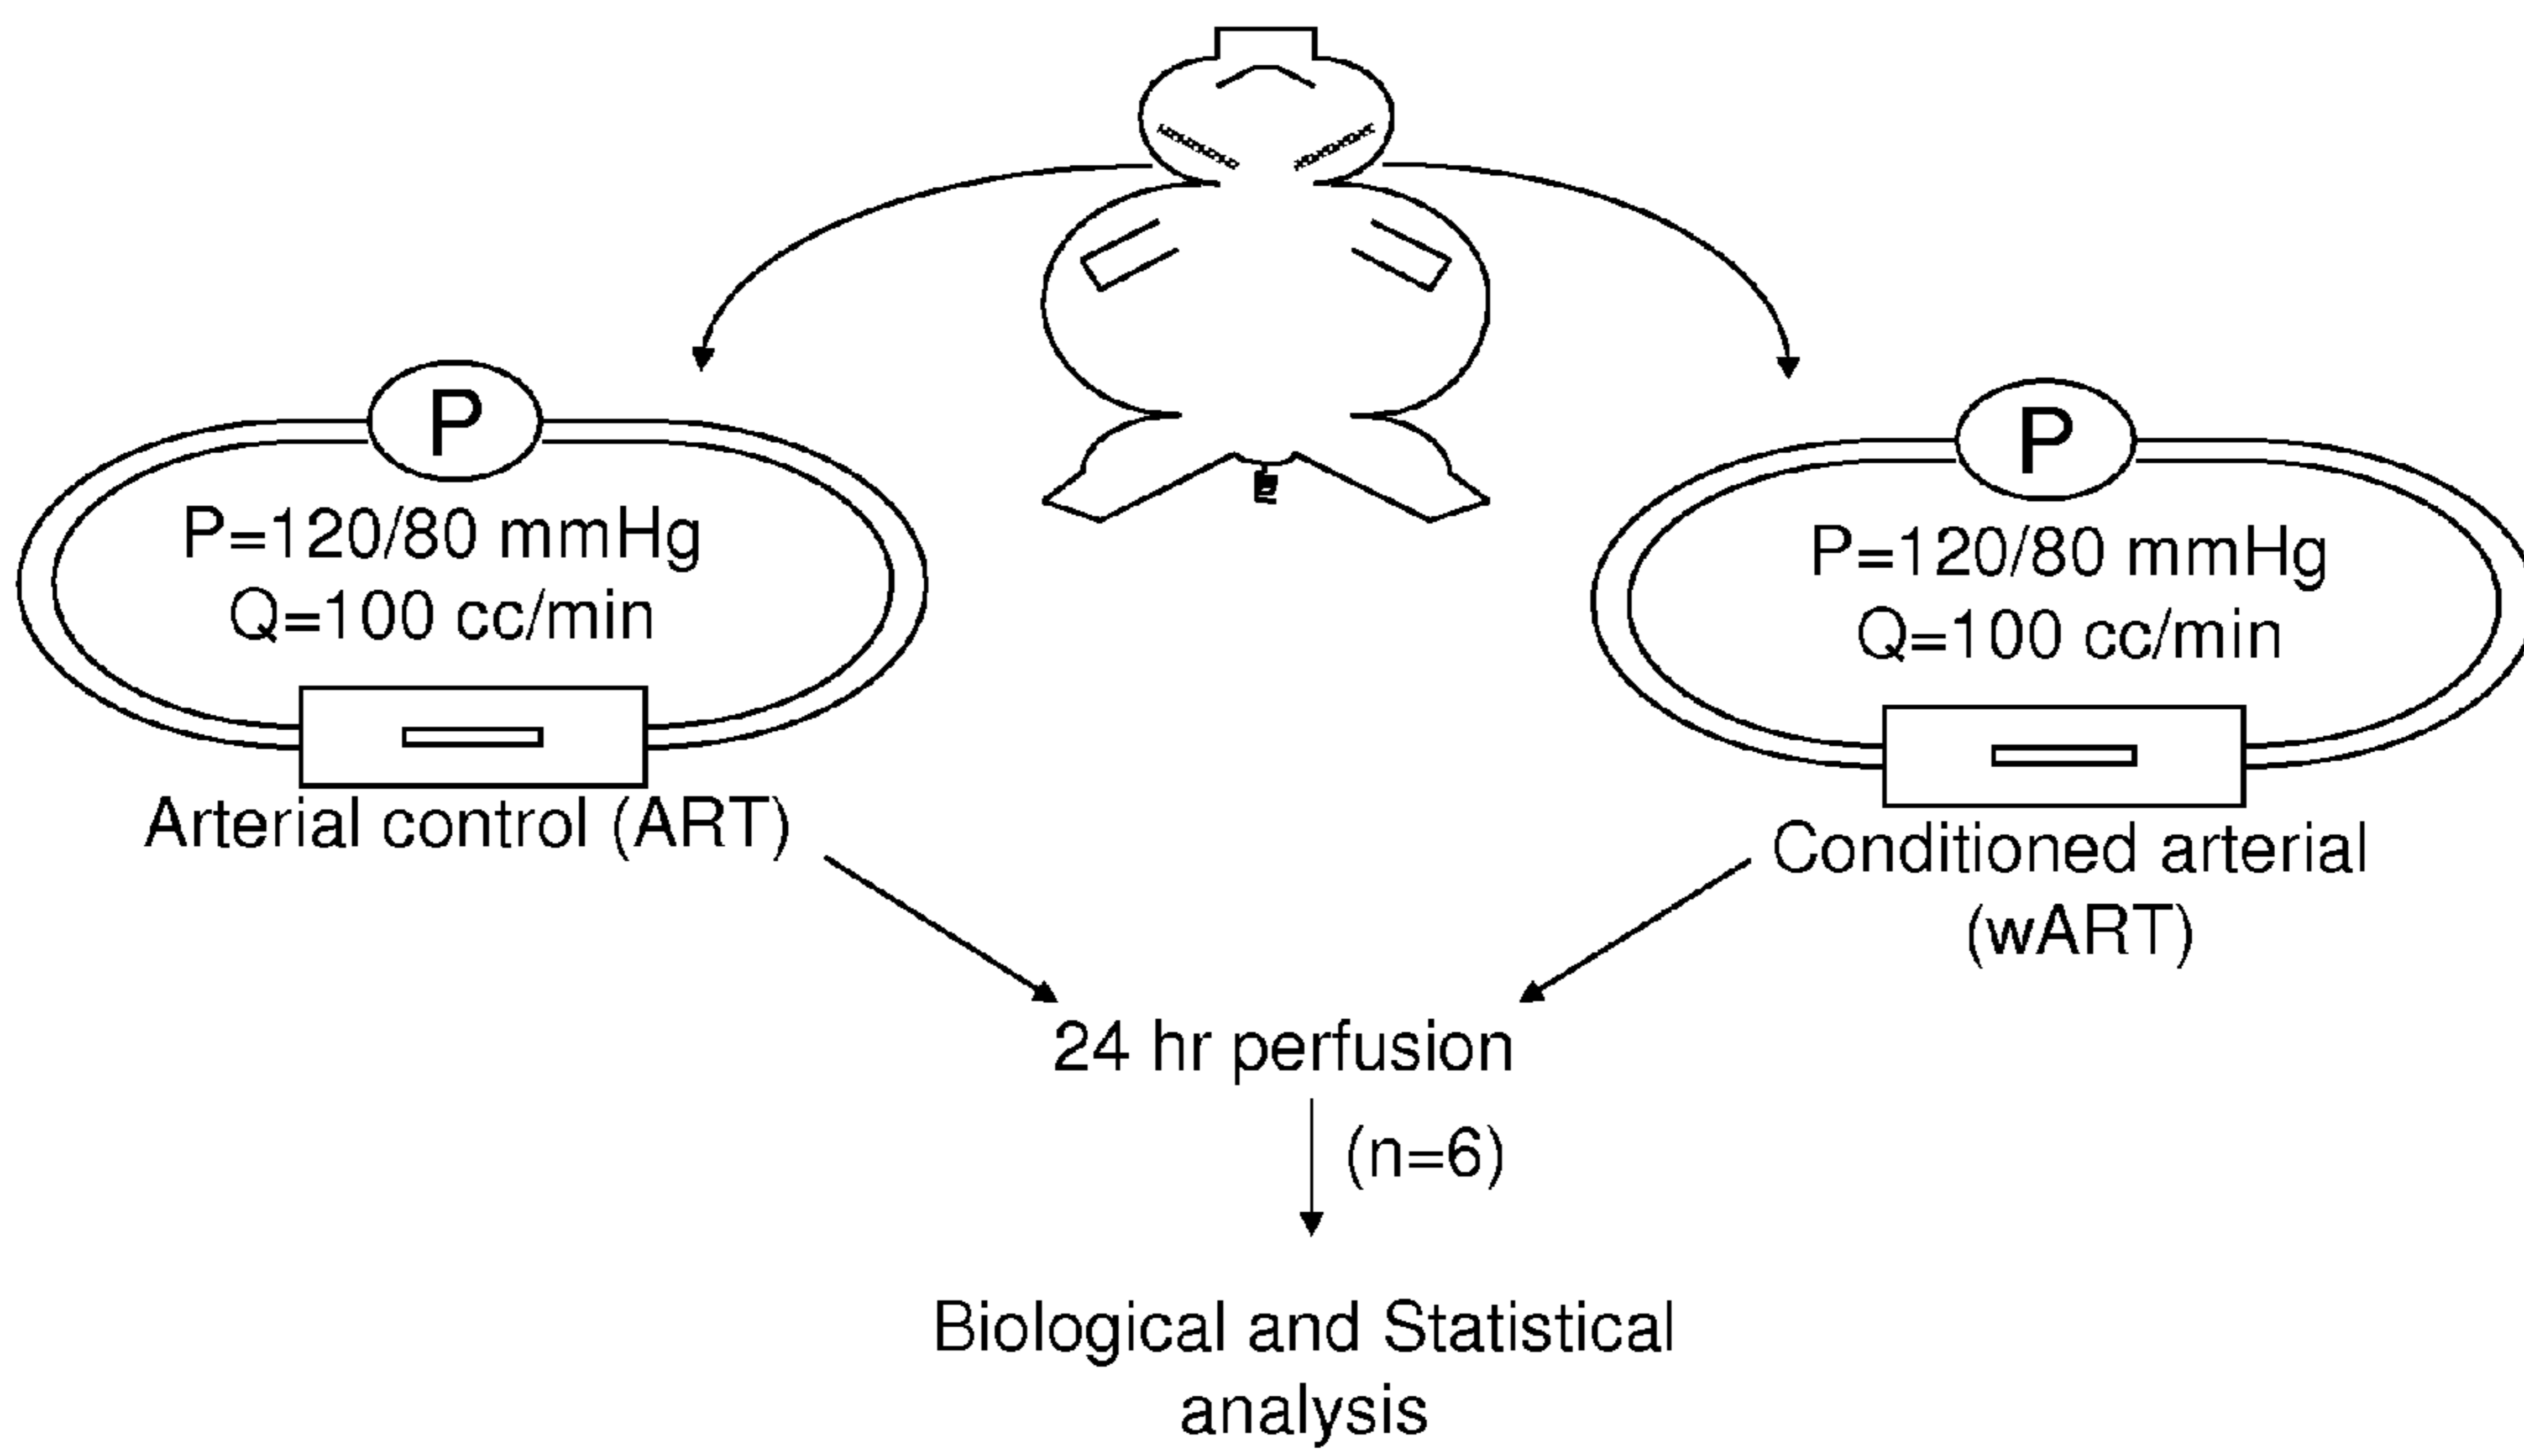 P
P=120/80 mmHg
Q=100 cc/min
Arterial control (ART)
P
P=120/80 mmHg
Q=100 cc/min
Conditioned arterial
(wART)
24 hr perfusion
(n=6)
Biological and Statistical
analysis